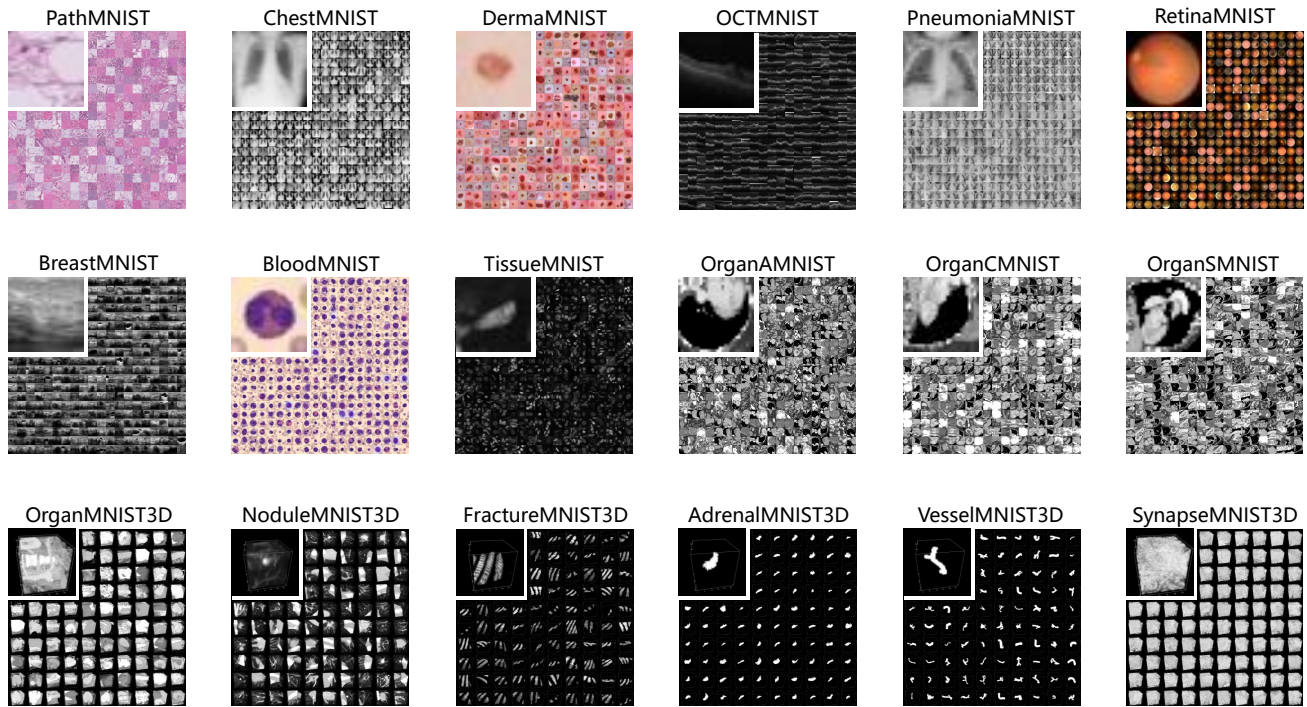 PathMNIST ChestMNIST DermaMNIST OCTMNIST PneumoniaMNIST RetinaMNIST
BreastMNIST BloodMNIST TissueMNIST OrganAMNIST OrganCMNIST OrganSMNIST
OrganMNIST3D NoduleMNIST3D FractureMNIST3D AdrenalMNIST3D VesselMNIST3D SynapseMNIST3D